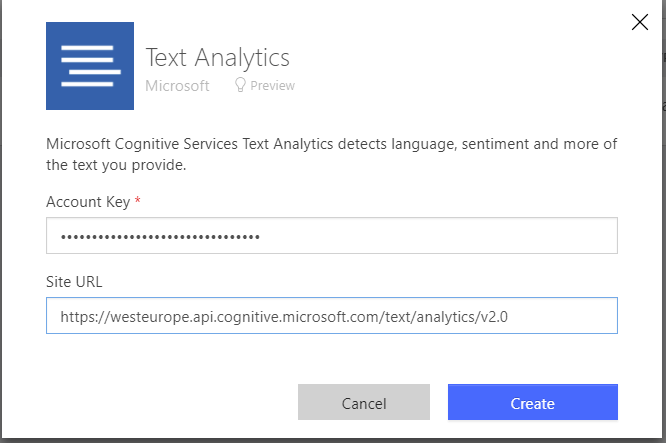 Text Analytics
Microsoft Preview
Microsoft Cognitive Services Text Analytics detects language, sentiment and more of
the text you provide.
Account Key *
••••••••••••••••••••••••••••••••
Site URL
https://westeurope.api.cognitive.microsoft.com/text/analytics/v2.0
Cancel Create